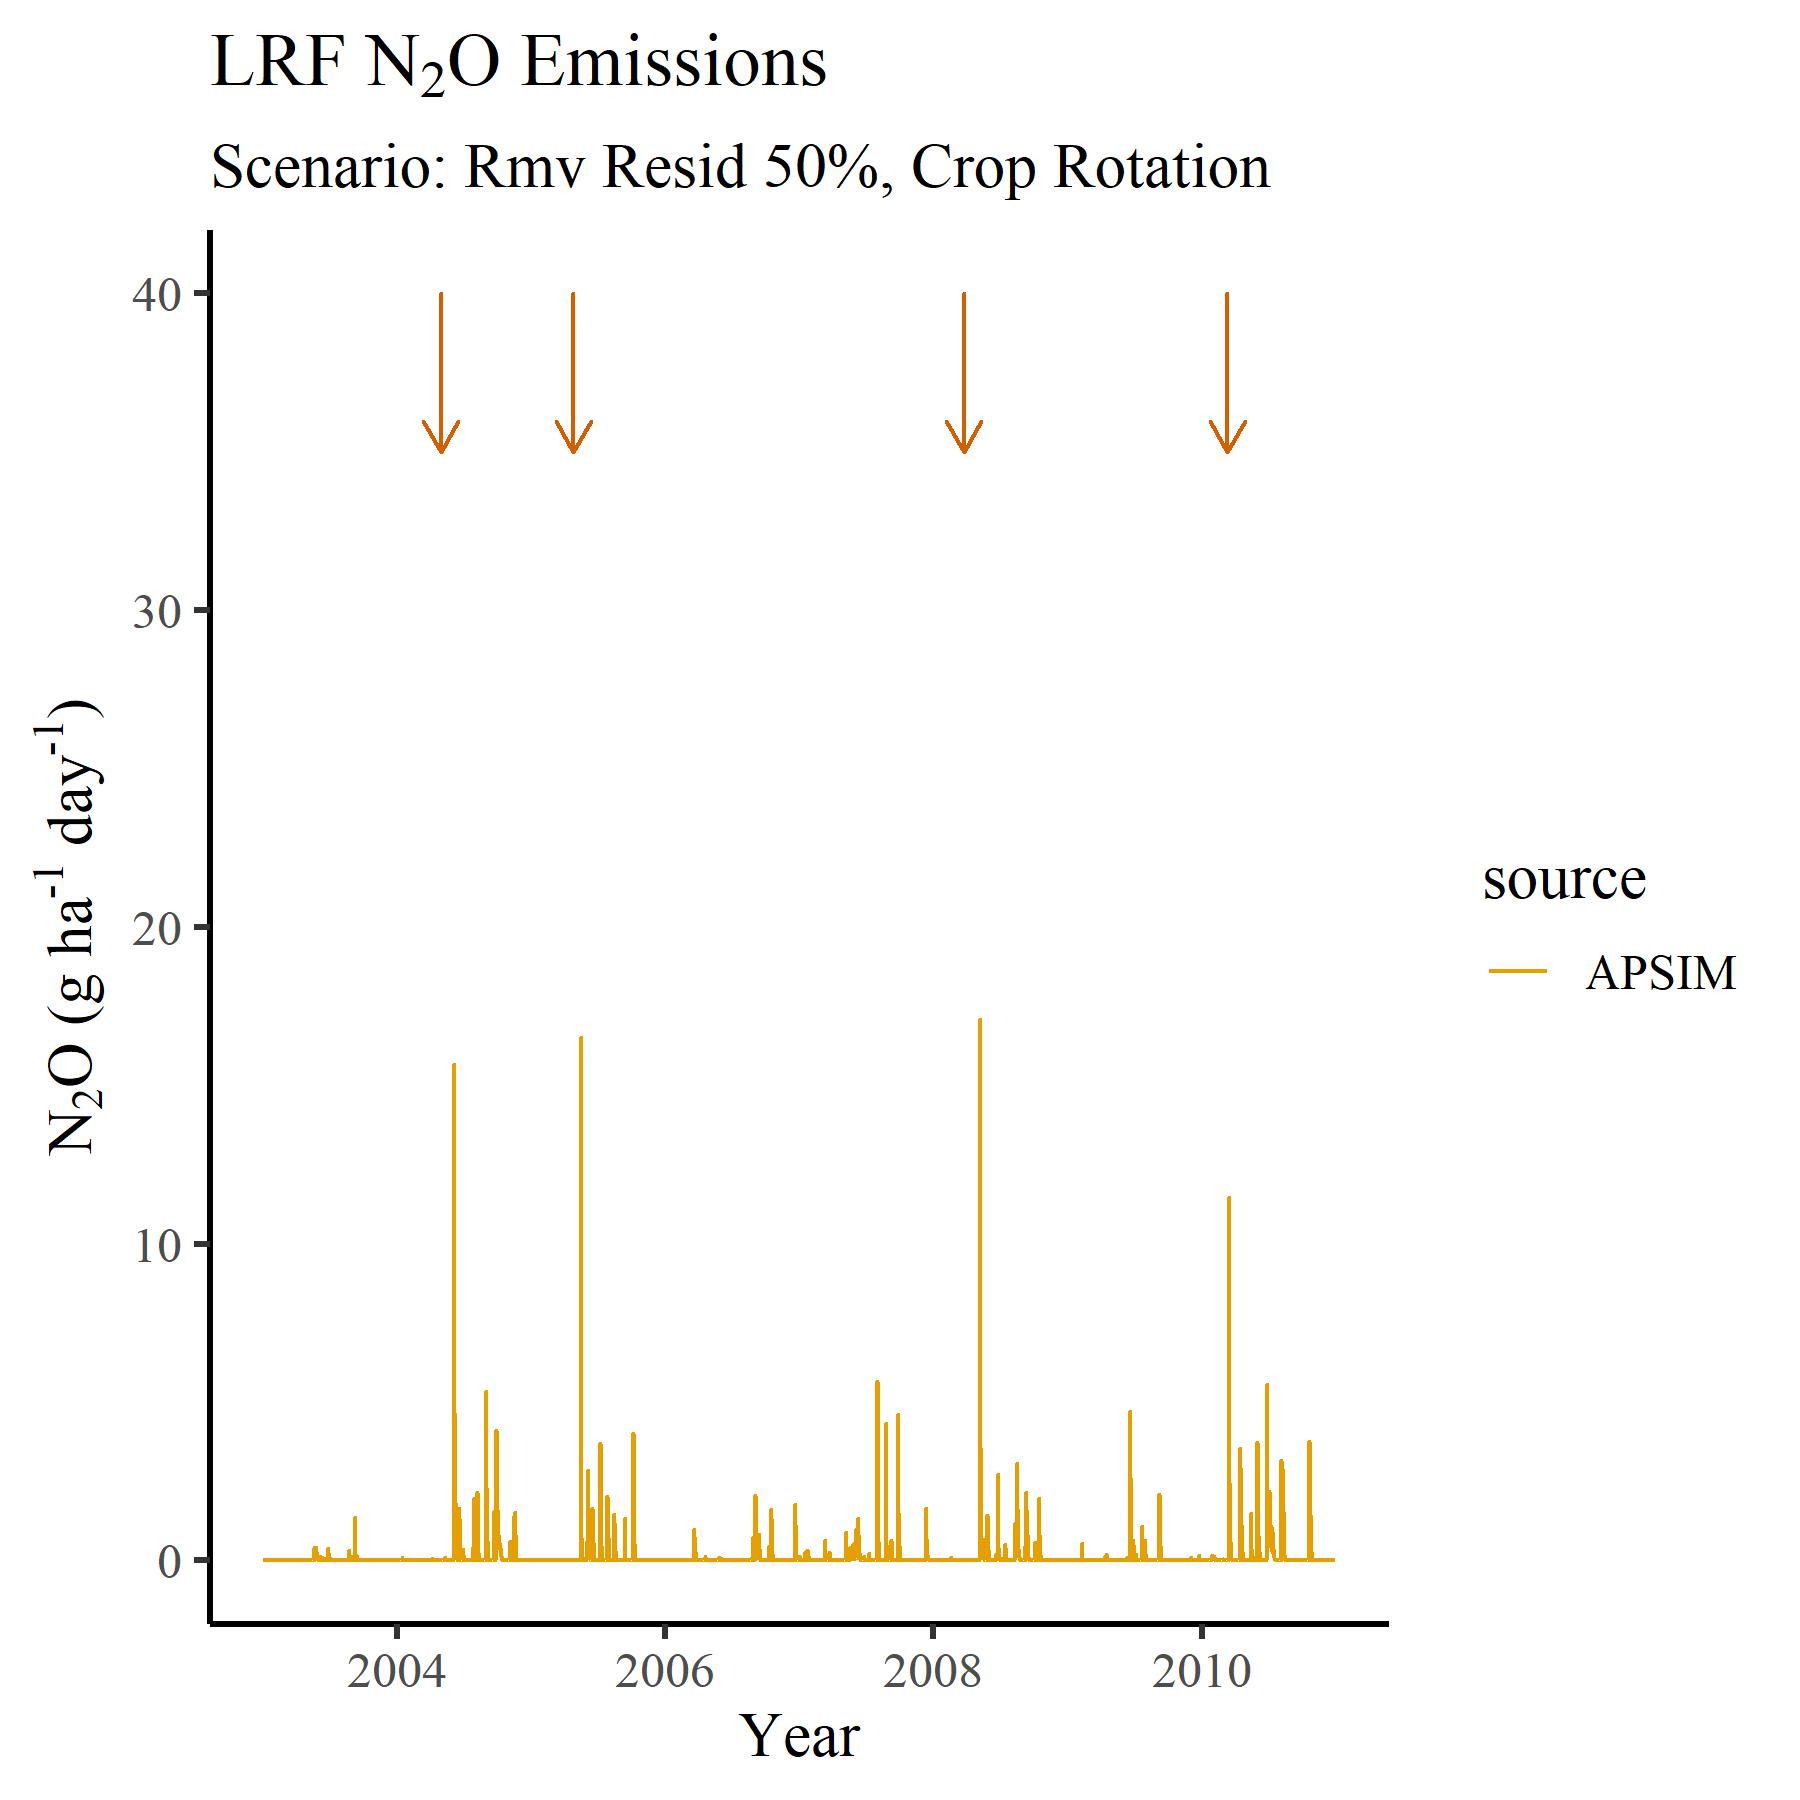 LRF N₂O Emissions
Scenario: Rmv Resid 50%, Crop Rotation
N₂O (g ha⁻¹ day⁻¹)
40
30
20
10
0
2004 2006 2008 2010
Year
source
APSIM